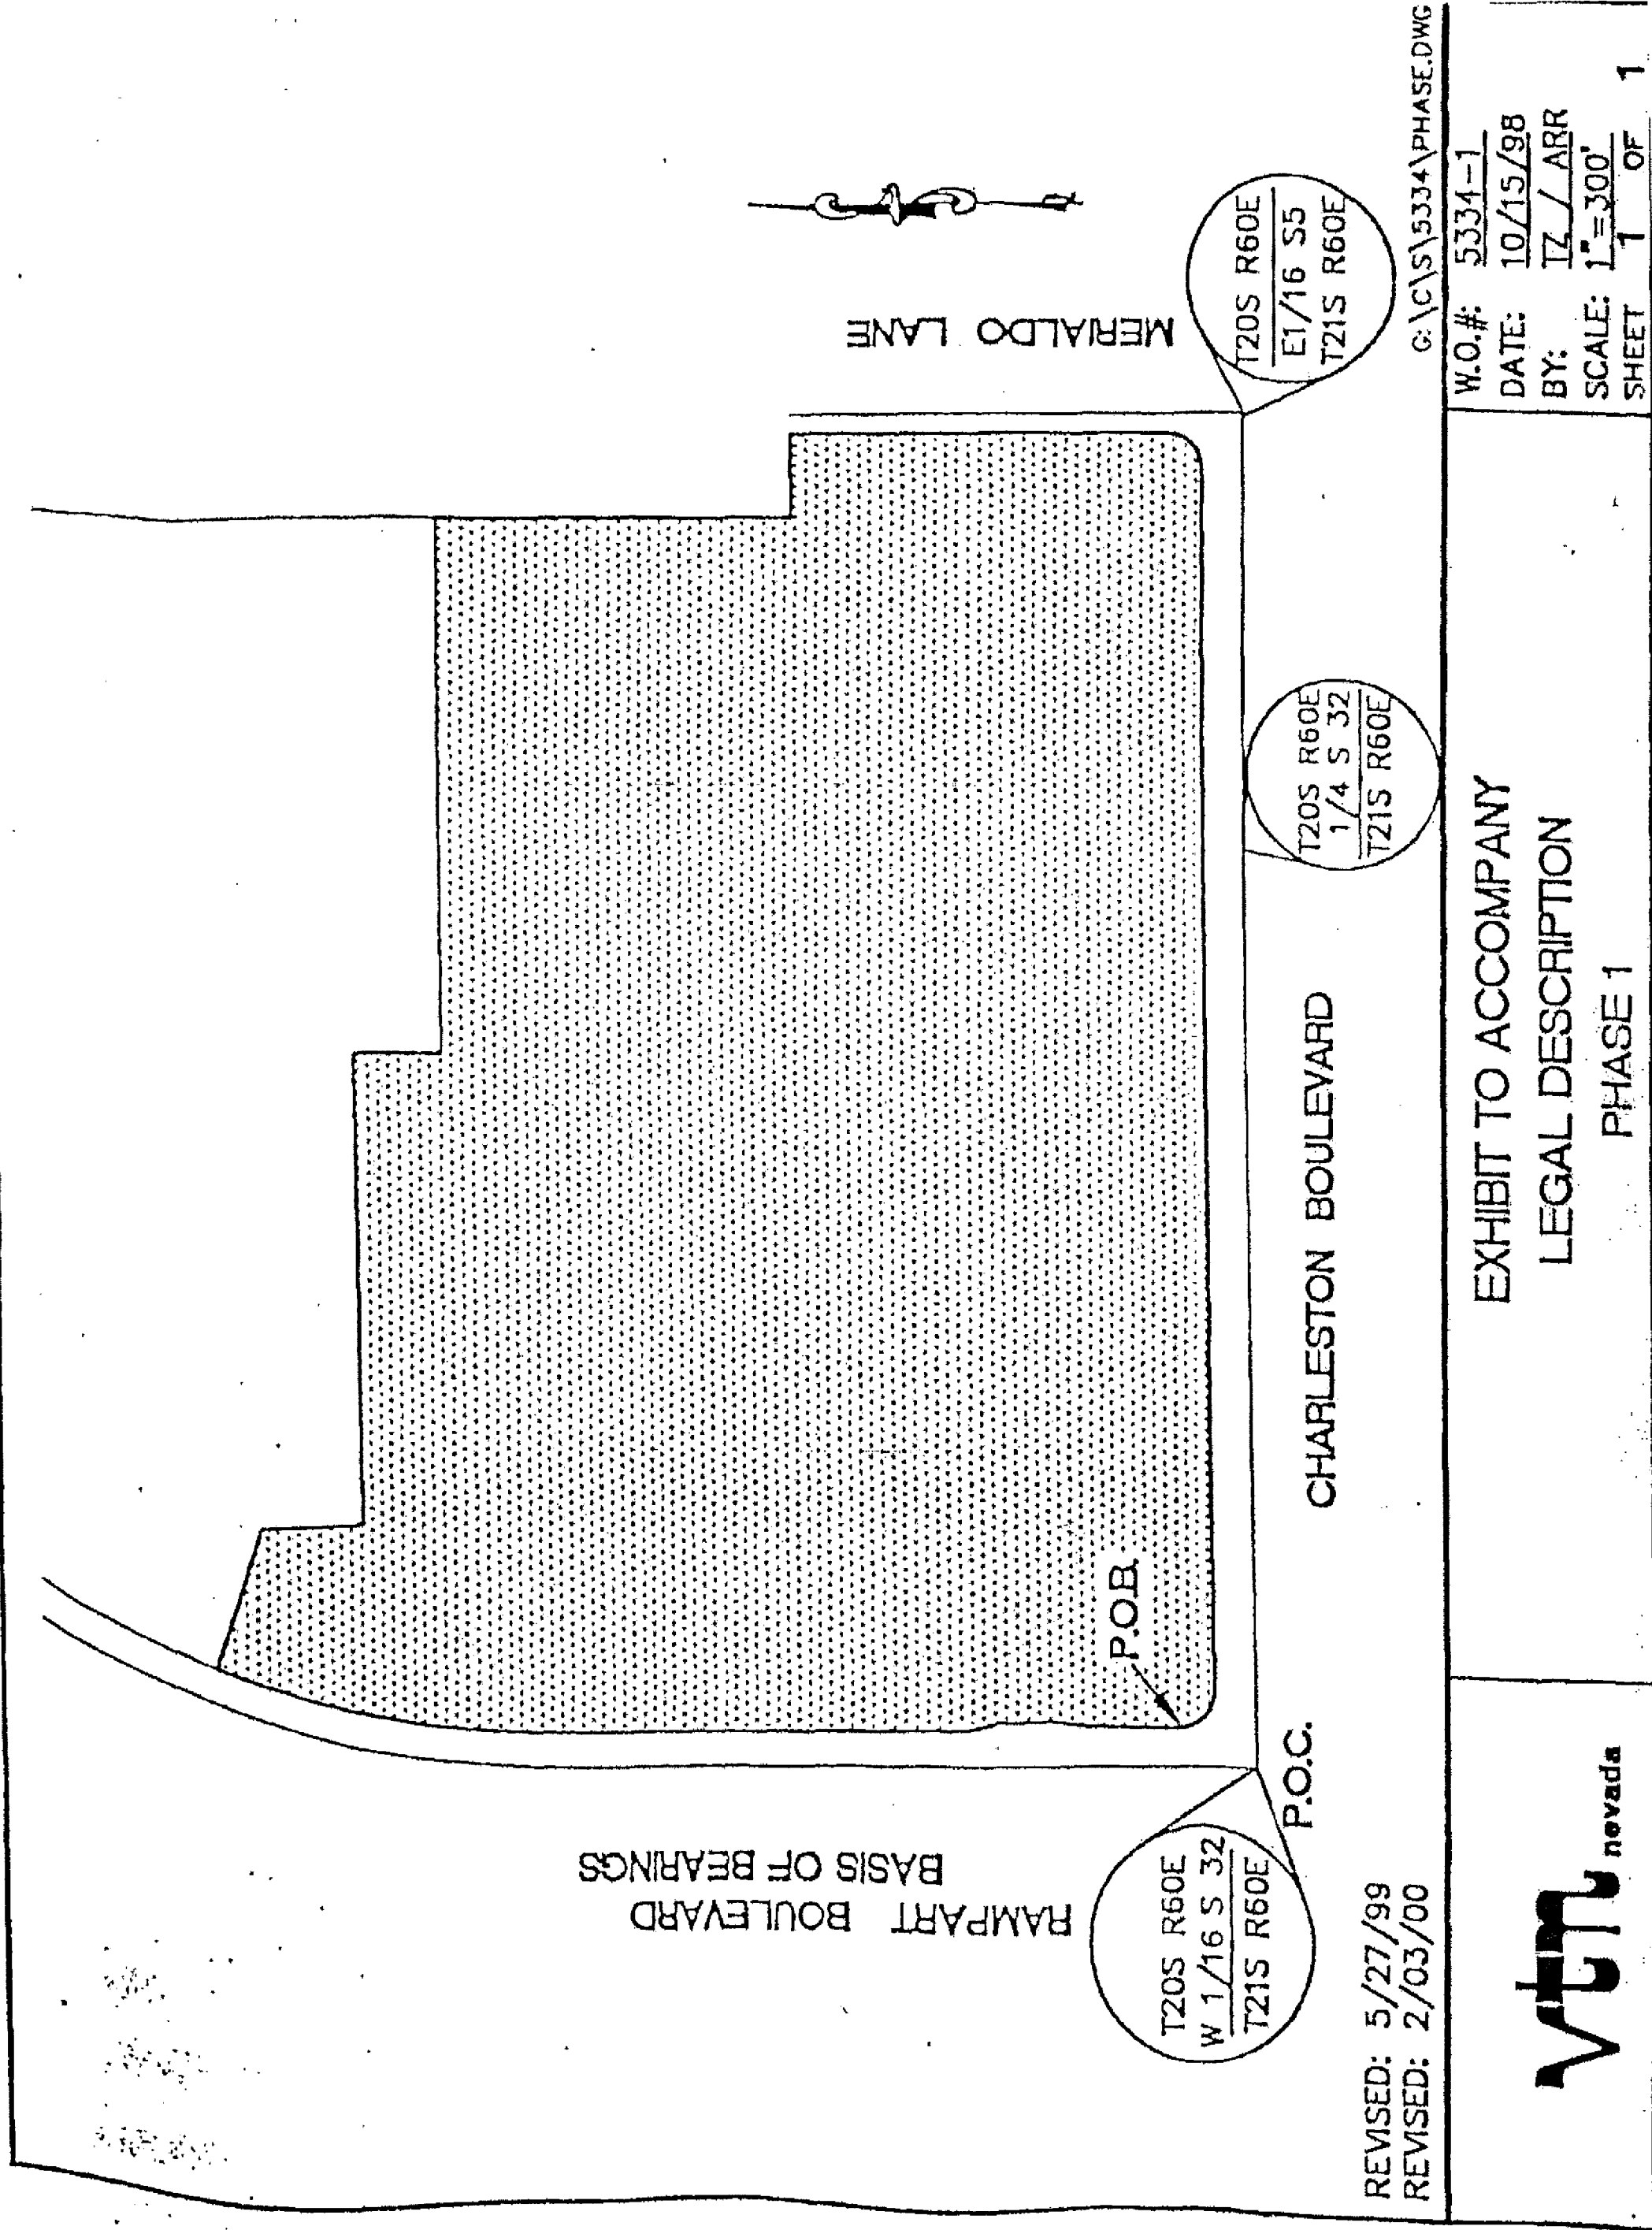 RAMPART BOULEVARD
BASIS OF BEARINGS
MERIALDO LANE
P.O.B.
T20S R60E
W 1/16 S 32
T21S R60E
P.O.C.
CHARLESTON BOULEVARD
T20S R60E
1/4 S 32
T21S R60E
T20S R60E
E1/16 S5
T21S R60E
REVISED: 5/27/99
REVISED: 2/03/00
G:\C\S\5334\PHASE.DWG
vtn nevada
EXHIBIT TO ACCOMPANY
LEGAL DESCRIPTION
PHASE 1
W.O.#: 5334-1
DATE: 10/15/98
BY: TZ / ARR
SCALE: 1"=300'
SHEET 1 OF 1